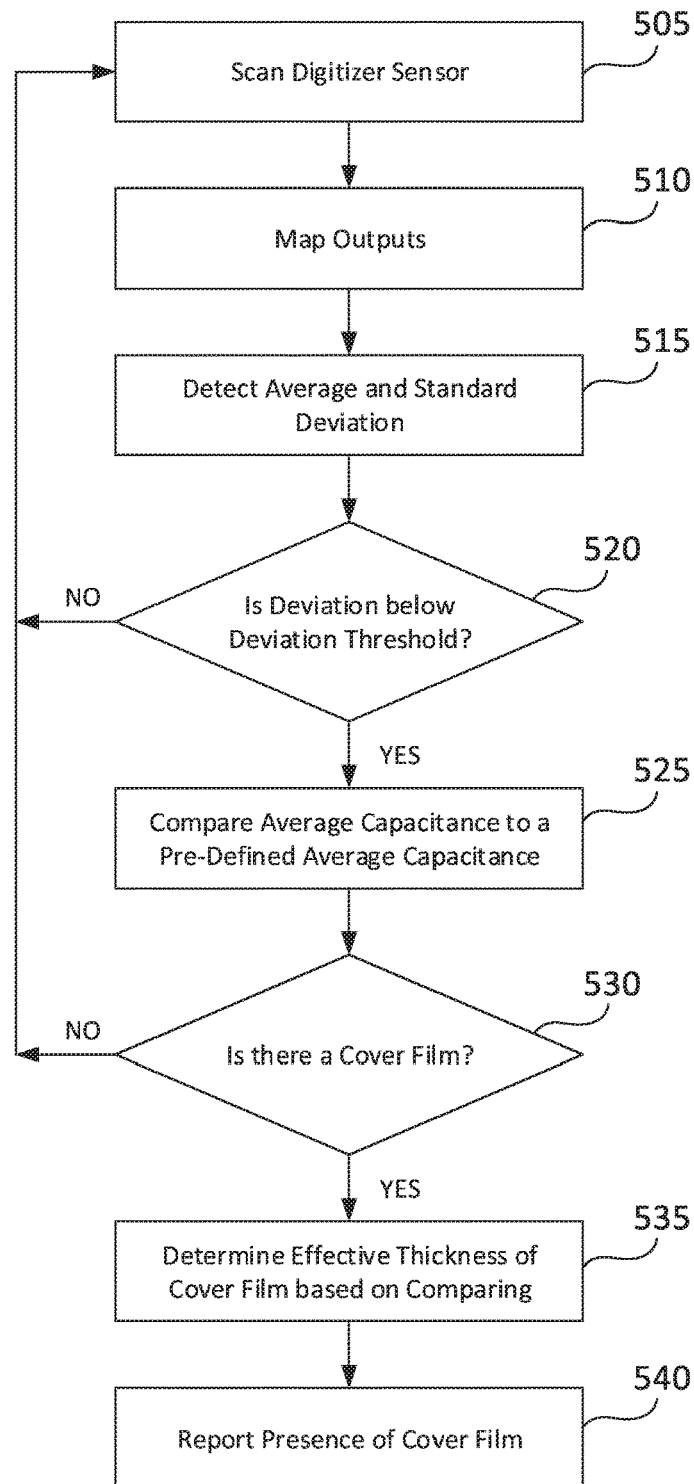 505
Scan Digitizer Sensor
510
Map Outputs
515
Detect Average and Standard
Deviation
520
NO
Is Deviation below
Deviation Threshold?
YES
525
Compare Average Capacitance to a
Pre-Defined Average Capacitance
530
NO
Is there a Cover Film?
YES
535
Determine Effective Thickness of
Cover Film based on Comparing
540
Report Presence of Cover Film